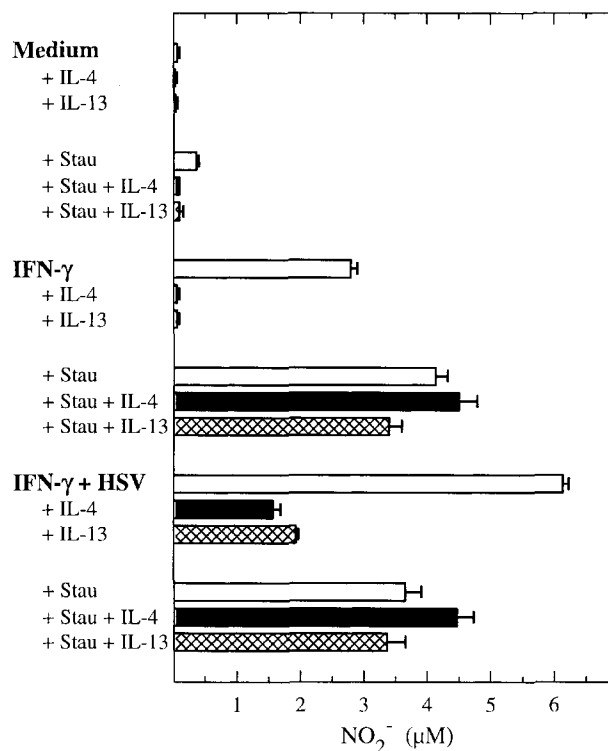 Medium
+ IL-4
+ IL-13
+ Stau
+ Stau + IL-4
+ Stau + IL-13
IFN-γ
+ IL-4
+ IL-13
+ Stau
+ Stau + IL-4
+ Stau + IL-13
IFN-γ + HSV
+ IL-4
+ IL-13
+ Stau
+ Stau + IL-4
+ Stau + IL-13
1 2 3 4 5 6
NO₂⁻ (μM)